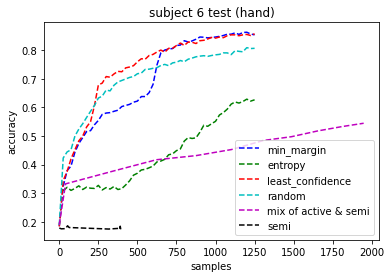 subject 6 test (hand)
accuracy
0.8
0.7
0.6
0.5
0.4
0.3
0.2
min_margin
entropy
least_confidence
random
mix of active & semi
semi
0 250 500 750 1000 1250 1500 1750 2000
samples